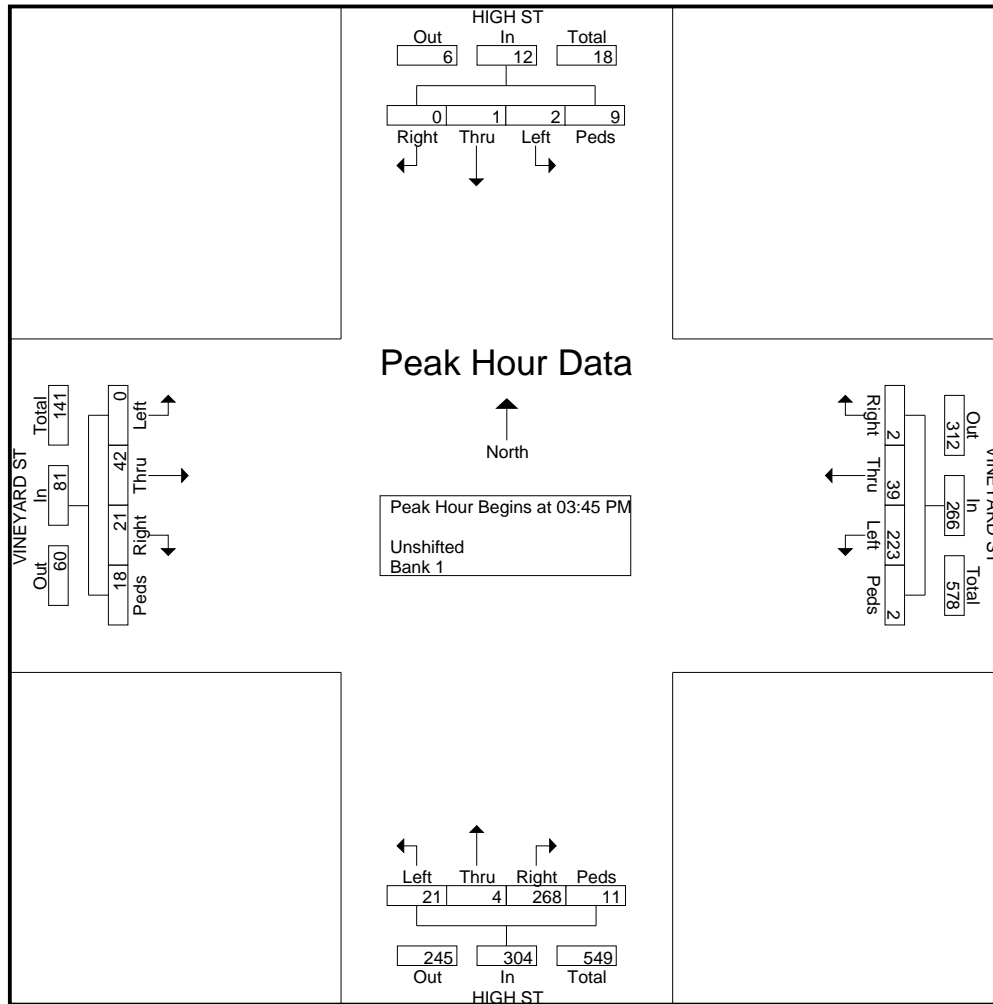 HIGH ST
Out In Total
6 12 18
0 1 2 9
Right Thru Left Peds
Peak Hour Data
North
Peak Hour Begins at 03:45 PM
Unshifted
Bank 1
VINEYARD ST
Total In Out
141 81 60
0 42 21 18
Left Thru Right Peds
VINEYARD ST
Out In Total
312 266 578
2 39 223 2
Right Thru Left Peds
Left Thru Right Peds
21 4 268 11
245 304 549
Out In Total
HIGH ST